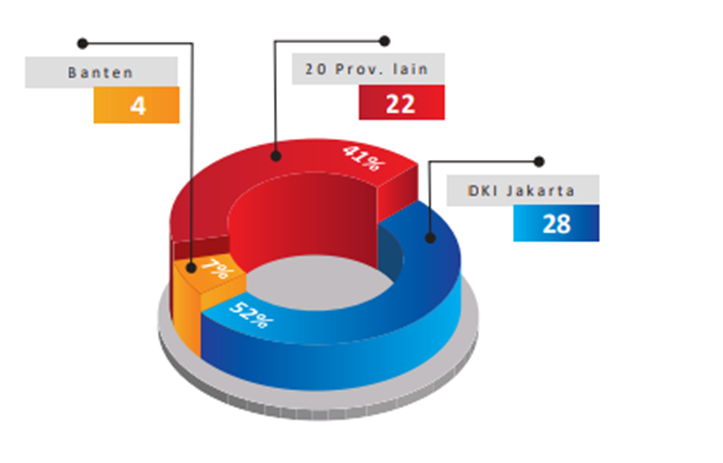 Banten
4
20 Prov. lain
22
DKI Jakarta
28
41%
7%
52%